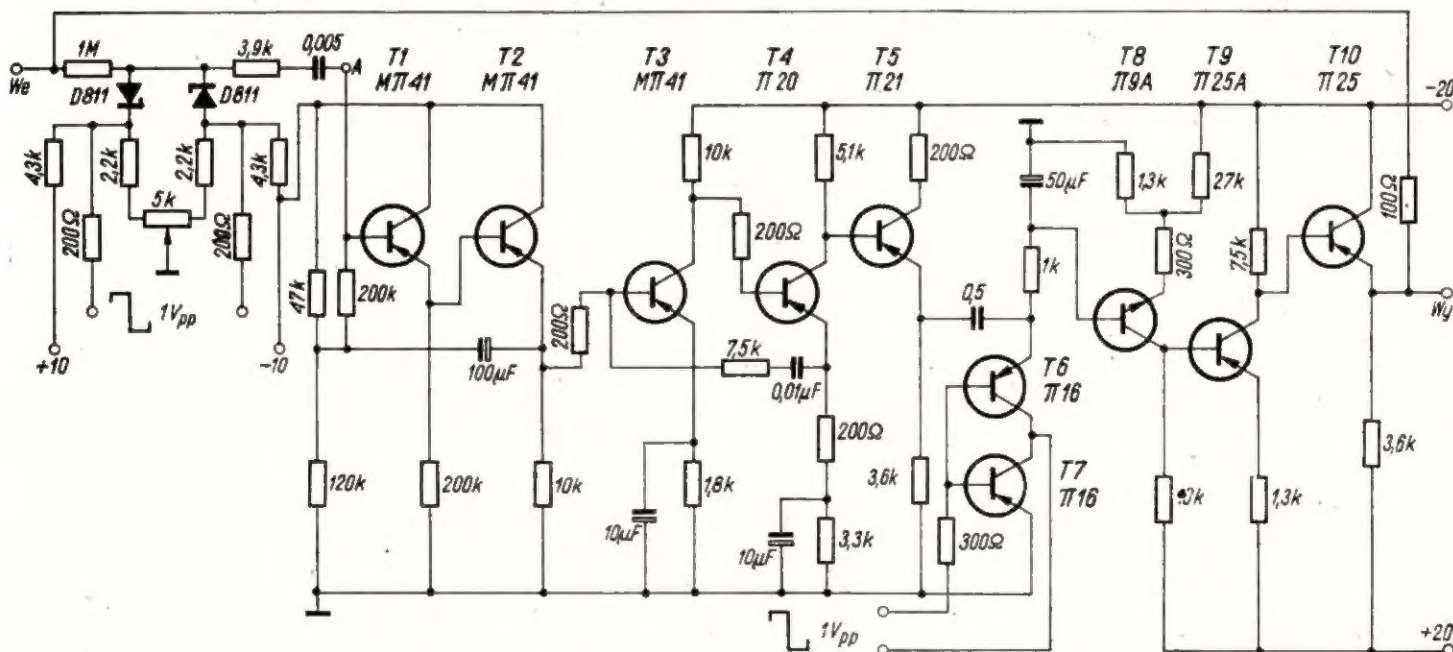 T1 T2 T3 T4 T5 T8 T9 T10
МП41 МП41 МП41 П20 П21 П9А П25А П25
We 1M 3,9k 0,005 A
D811 D811
-20
4,3k 2,2k 2,2k 4,3k
5k
200Ω 200Ω
1Vpp
+10 -10
47k 200k
100μF
120k 200k 10k
200Ω
10k 200Ω 5,1k 200Ω
7,5k 0,01μF
200Ω
10μF 1,8k
10μF 3,3k
3,6k
0,5
50μF 1k
T6
П16
T7
П16
300Ω
1Vpp
1,3k 27k
300Ω
7,5k
100Ω
Wy
1,3k
3,6k
+20